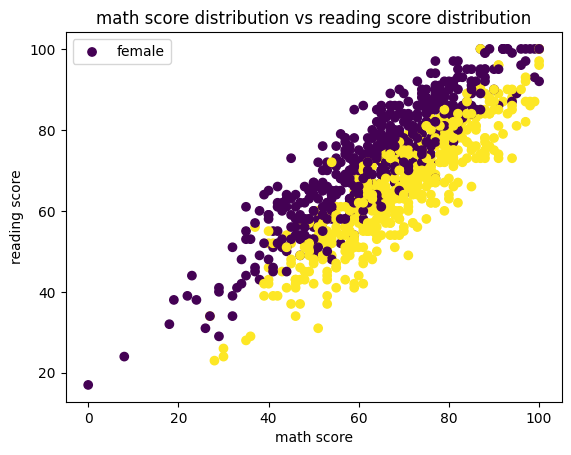 math score distribution vs reading score distribution
female
100
80
60
40
20
reading score
0 20 40 60 80 100
math score